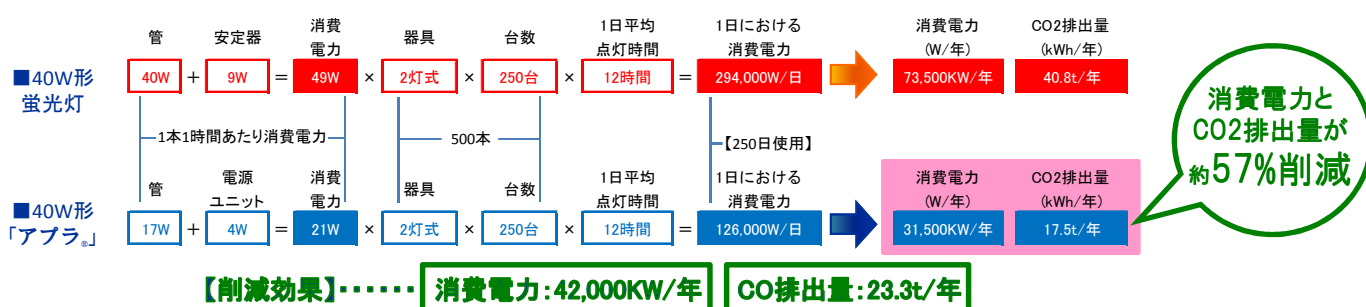 管 安定器 消費電力 器具 台数 1日平均点灯時間 1日における消費電力 消費電力(W/年) CO2排出量(kWh/年)
■40W形蛍光灯 40W + 9W = 49W × 2灯式 × 250台 × 12時間 = 294,000W/日 73,500KW/年 40.8t/年
1本1時間あたり消費電力 500本 【250日使用】
管 電源ユニット 消費電力 器具 台数 1日平均点灯時間 1日における消費電力 消費電力(W/年) CO2排出量(kWh/年)
■40W形「アプラ®」 17W + 4W = 21W × 2灯式 × 250台 × 12時間 = 126,000W/日 31,500KW/年 17.5t/年
消費電力と
CO2排出量が
約57%削減
【削減効果】‥‥‥ 消費電力:42,000KW/年 CO排出量:23.3t/年